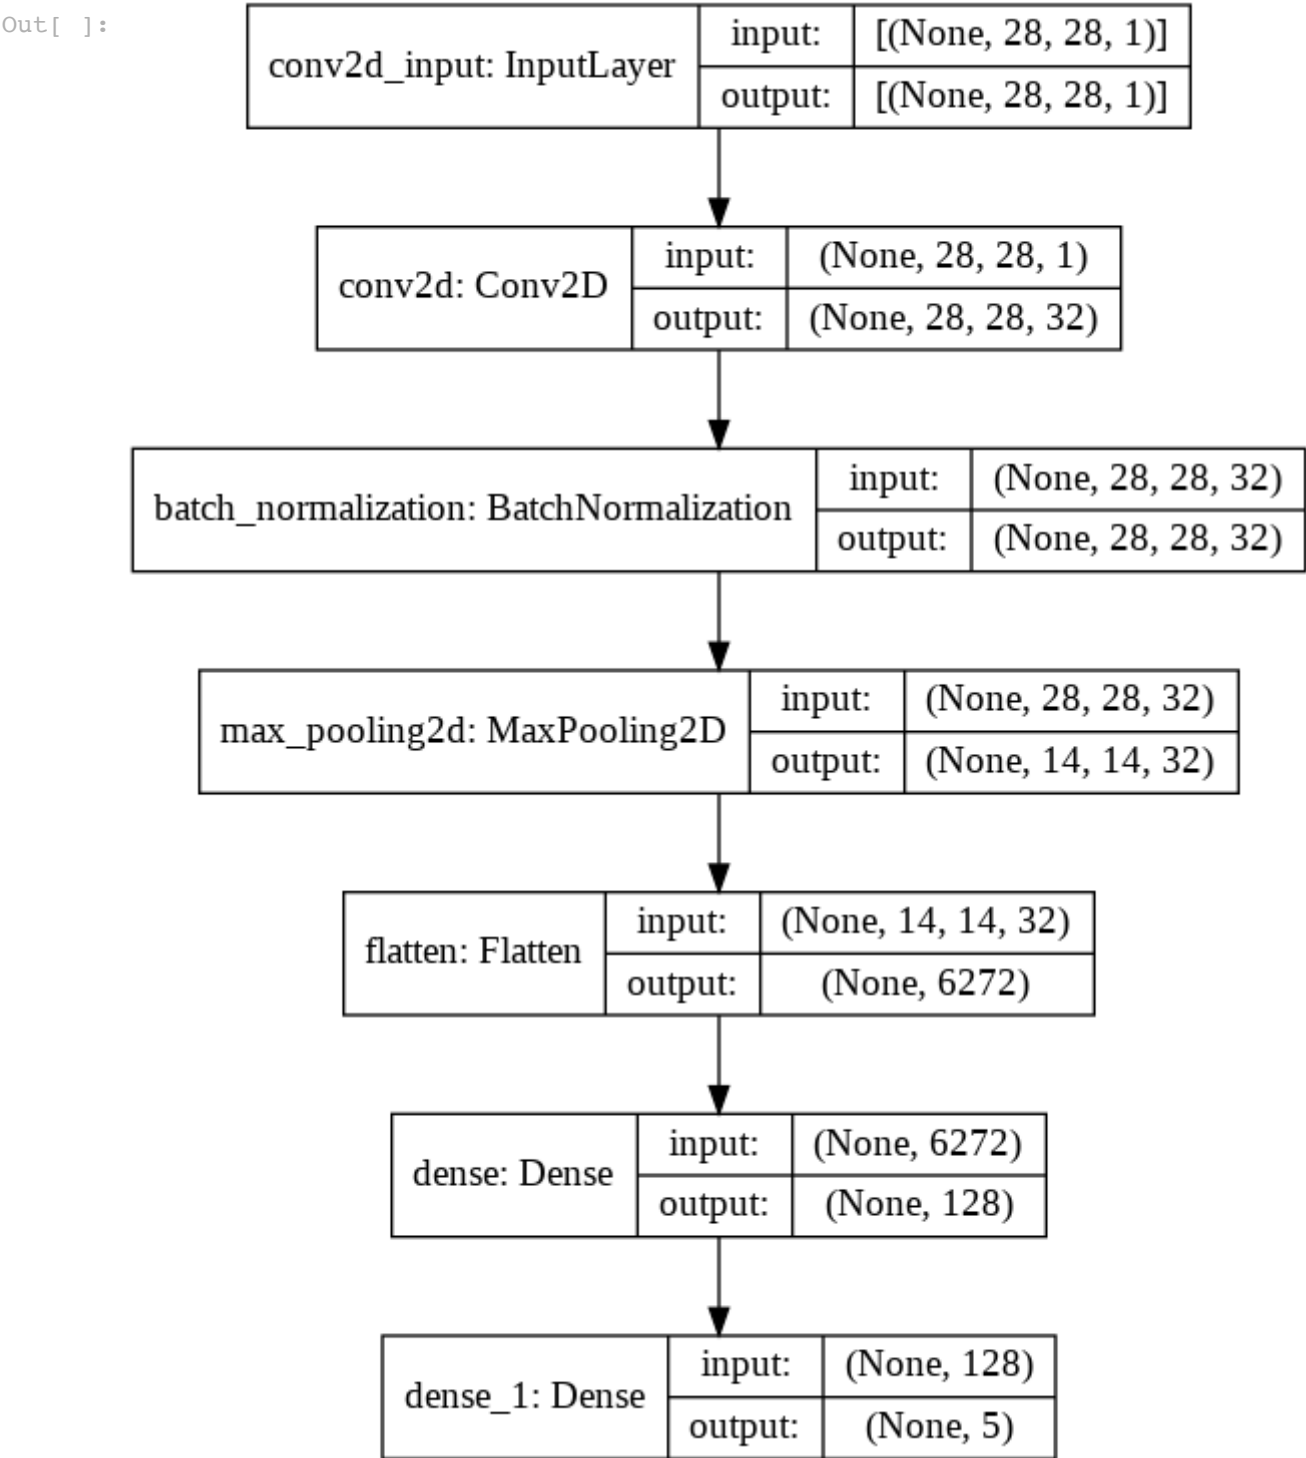 Out[ ]:
conv2d_input: InputLayer
input: [(None, 28, 28, 1)]
output: [(None, 28, 28, 1)]
conv2d: Conv2D
input: (None, 28, 28, 1)
output: (None, 28, 28, 32)
batch_normalization: BatchNormalization
input: (None, 28, 28, 32)
output: (None, 28, 28, 32)
max_pooling2d: MaxPooling2D
input: (None, 28, 28, 32)
output: (None, 14, 14, 32)
flatten: Flatten
input: (None, 14, 14, 32)
output: (None, 6272)
dense: Dense
input: (None, 6272)
output: (None, 128)
dense_1: Dense
input: (None, 128)
output: (None, 5)